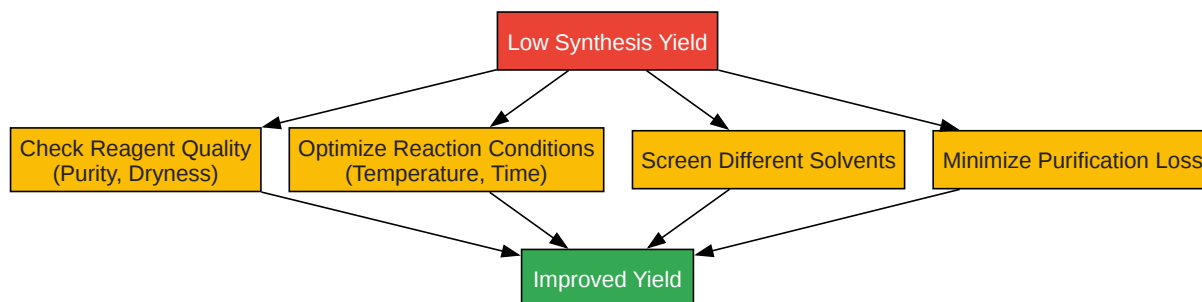 Low Synthesis Yield
Check Reagent Quality
(Purity, Dryness)
Optimize Reaction Conditions
(Temperature, Time)
Screen Different Solvents
Minimize Purification Loss
Improved Yield